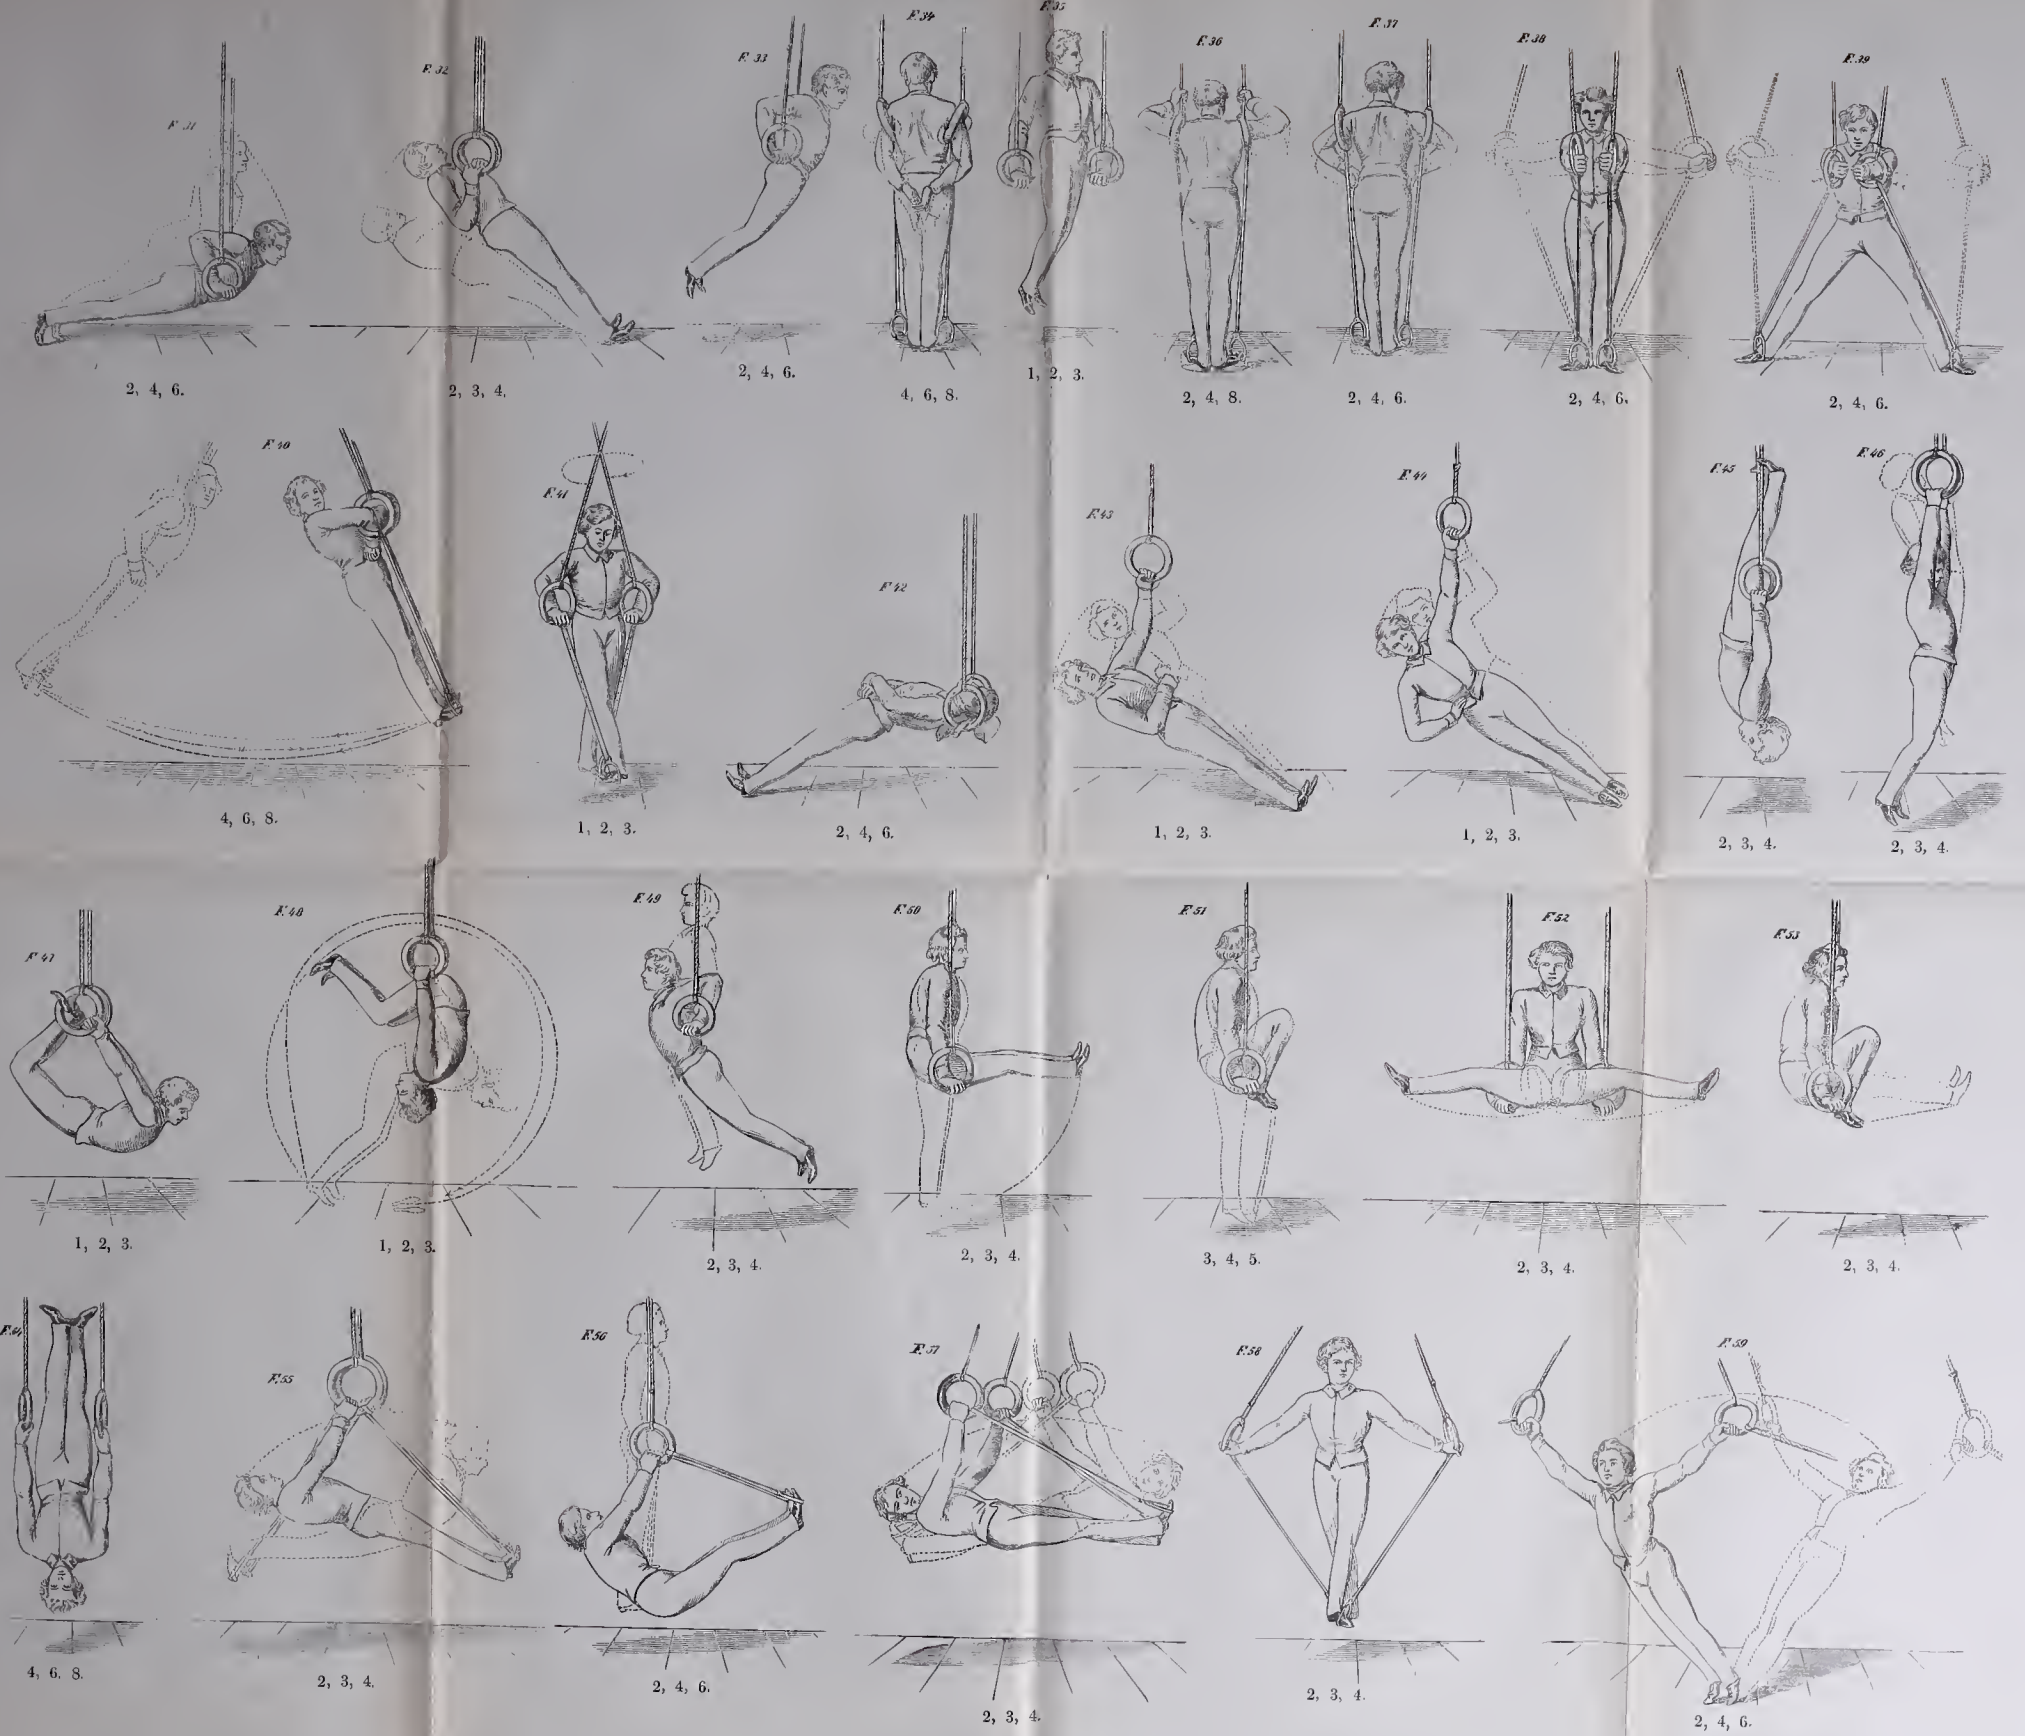 F. 31
F. 32
F. 33
F. 34
F. 35
F. 36
F. 37
F. 38
F. 39
2, 4, 6.
2, 3, 4.
2, 4, 6.
4, 6, 8.
1, 2, 3.
2, 4, 8.
2, 4, 6.
2, 4, 6.
2, 4, 6.
F. 40
F. 41
F. 42
F. 43
F. 44
F. 45
F. 46
4, 6, 8.
1, 2, 3.
2, 4, 6.
1, 2, 3.
1, 2, 3.
2, 3, 4.
2, 3, 4.
F. 47
F. 48
F. 49
F. 50
F. 51
F. 52
F. 53
1, 2, 3.
1, 2, 3.
2, 3, 4.
2, 3, 4.
3, 4, 5.
2, 3, 4.
2, 3, 4.
F. 54
F. 55
F. 56
F. 57
F. 58
F. 59
4, 6. 8.
2, 3, 4.
2, 4, 6.
2, 3, 4.
2, 3, 4.
2, 4, 6.